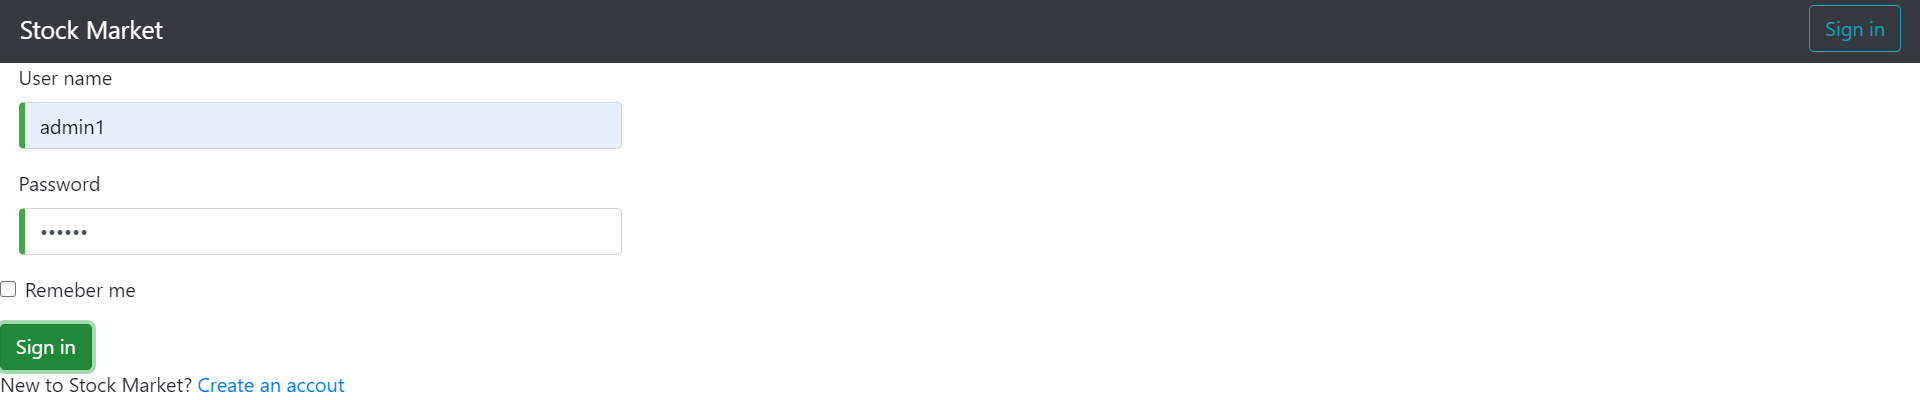 Stock Market Sign in
User name
admin1
Password
••••••
Remeber me
Sign in
New to Stock Market? Create an accout